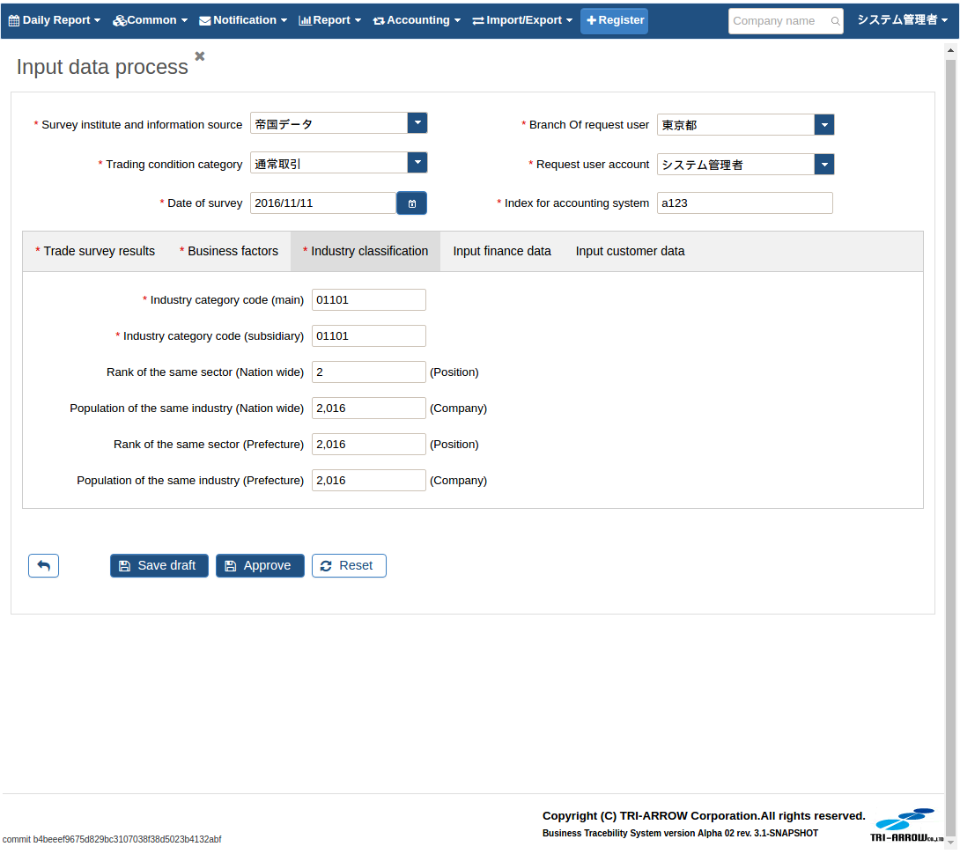 Daily Report Common Notification Report Accounting Import/Export Register Company name システム管理者
Input data process
* Survey institute and information source 帝国データ * Branch Of request user 東京都
* Trading condition category 通常取引 * Request user account システム管理者
* Date of survey 2016/11/11 * Index for accounting system a123
* Trade survey results * Business factors * Industry classification Input finance data Input customer data
* Industry category code (main) 01101
* Industry category code (subsidiary) 01101
Rank of the same sector (Nation wide) 2 (Position)
Population of the same industry (Nation wide) 2,016 (Company)
Rank of the same sector (Prefecture) 2,016 (Position)
Population of the same industry (Prefecture) 2,016 (Company)
Save draft Approve Reset
Copyright (C) TRI-ARROW Corporation.All rights reserved.
Business Tracebility System version Alpha 02 rev. 3.1-SNAPSHOT
TRI-ARROW CO.,LTD
commit b4beeef9675d829bc3107038f38d5023b4132abf